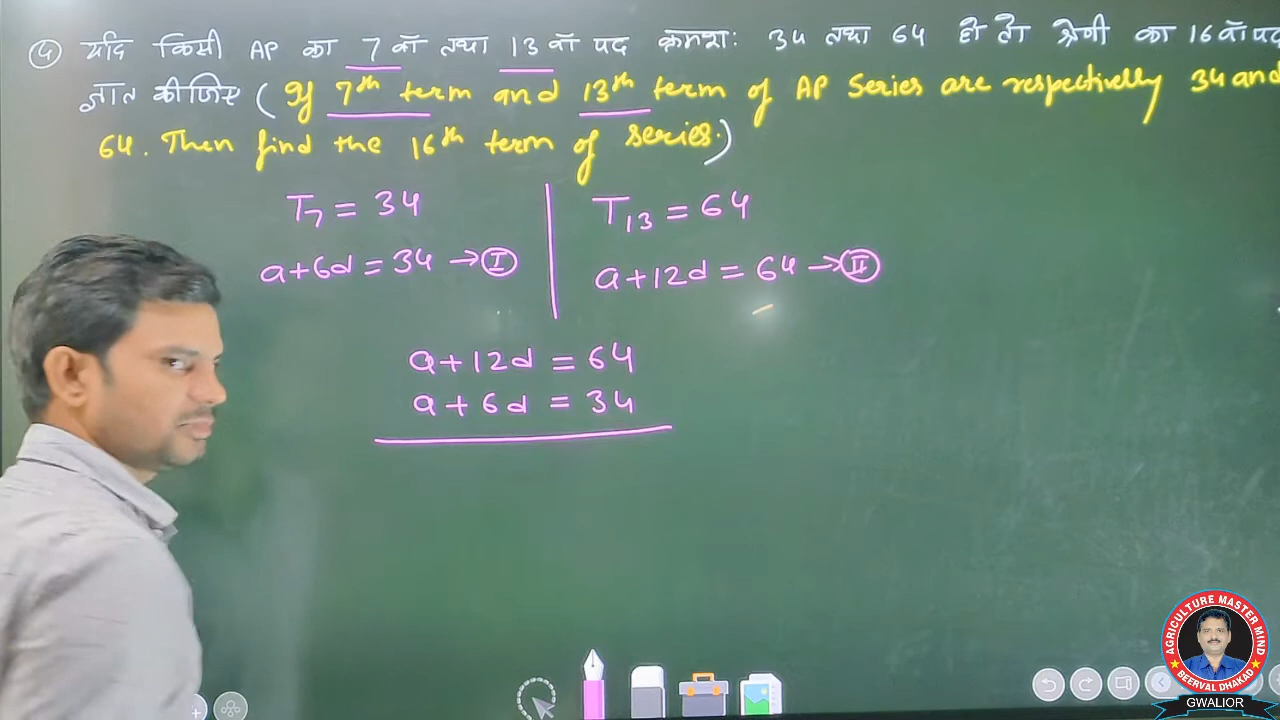 ④ यदि किसी AP का 7 वॉ तथा 13 वॉ पद क्रमश: 34 तथा 64 हो तो श्रेणी का 16 वॉ पद
ज्ञात कीजिए ( If 7th term and 13th term of AP Series are respectivelly 34 and
64. Then find the 16th term of series.)
T7 = 34
a+6d = 34 → Ⓘ
T13 = 64
a+12d = 64 → Ⓘ Ⓘ
a+12d = 64
a+6d = 34
AGRICULTURE MASTER MIND
★ BEERVAL DHAKAD ★
GWALIOR